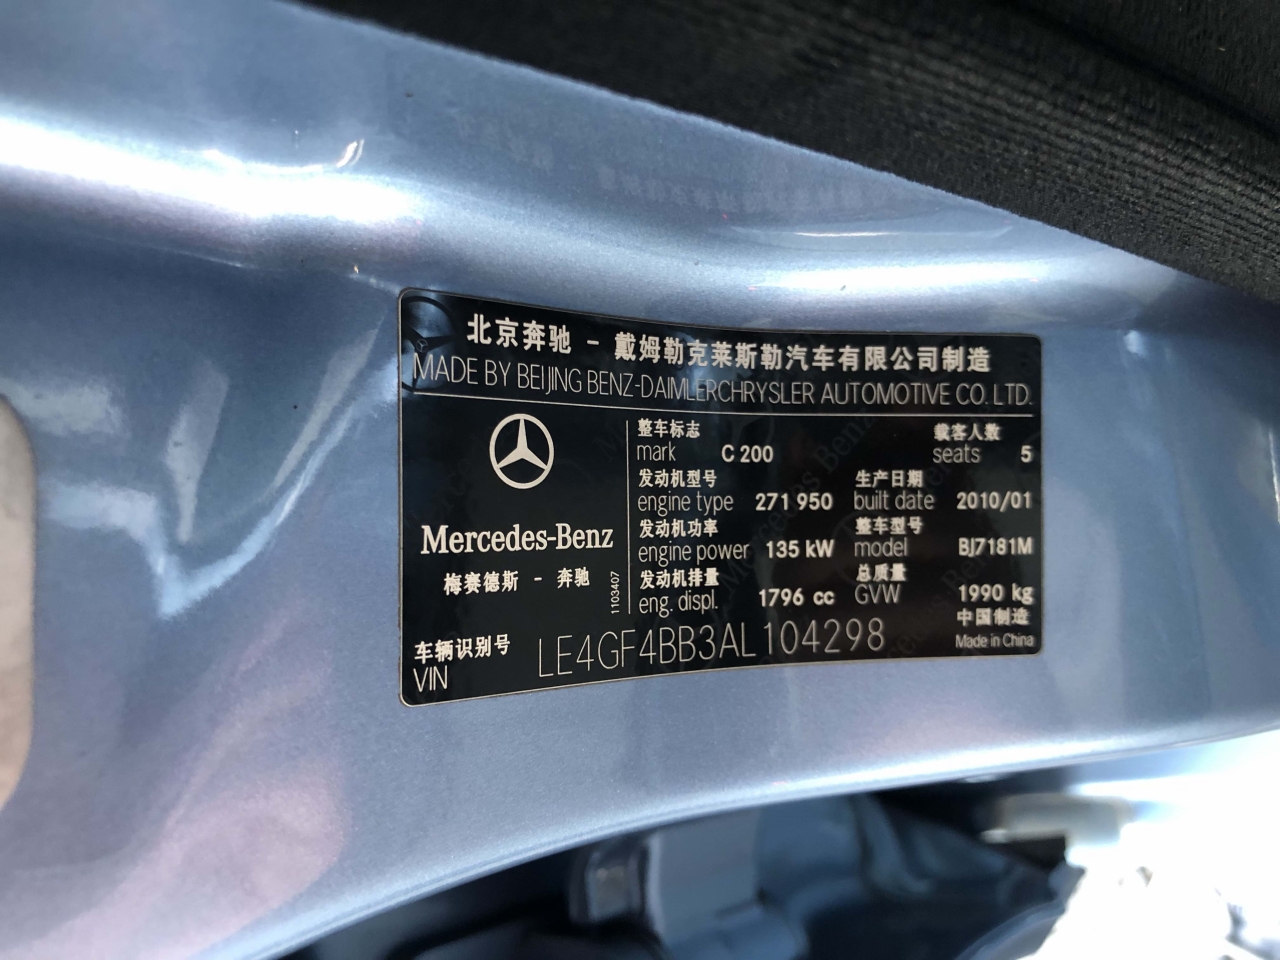 北京奔驰 - 戴姆勒克莱斯勒汽车有限公司制造
MADE BY BEIJING BENZ-DAIMLERCHRYSLER AUTOMOTIVE CO. LTD.
Mercedes-Benz
梅赛德斯 - 奔驰
1103407
整车标志 载客人数
mark C 200 seats 5
发动机型号 生产日期
engine type 271 950 built date 2010/01
发动机功率 整车型号
engine power 135 kW model BJ7181M
发动机排量 总质量
eng. displ. 1796 cc GVW 1990 kg
中国制造
Made in China
车辆识别号
VIN LE4GF4BB3AL104298